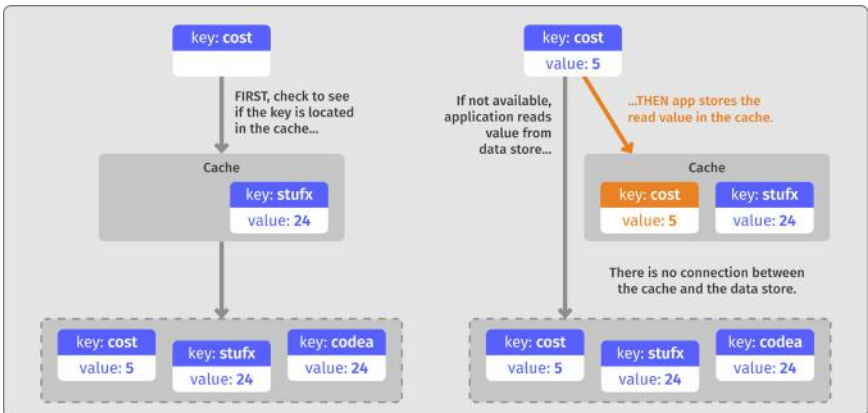 key: cost
FIRST, check to see
if the key is located
in the cache...
Cache
key: stufx
value: 24
key: cost
value: 5
key: stufx
value: 24
key: codea
value: 24
key: cost
value: 5
If not available,
application reads
value from
data store...
...THEN app stores the
read value in the cache.
Cache
key: cost
value: 5
key: stufx
value: 24
There is no connection between
the cache and the data store.
key: cost
value: 5
key: stufx
value: 24
key: codea
value: 24